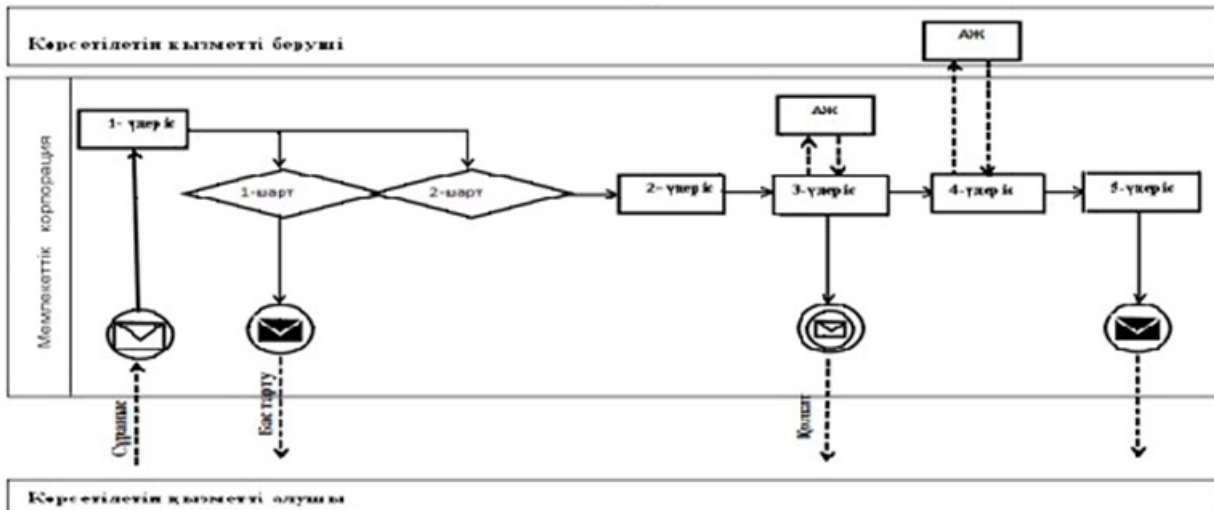 Көрсетілетін қызметті беруші
АЖ
Мемлекеттік корпорация
1- үдеріс
АЖ
1-шарт
2-шарт
2- үдеріс
3-үдеріс
4-үдеріс
5-үдеріс
Сұраныс
Бас тарту
Қолхат
Көрсетілетін қызметті алушы